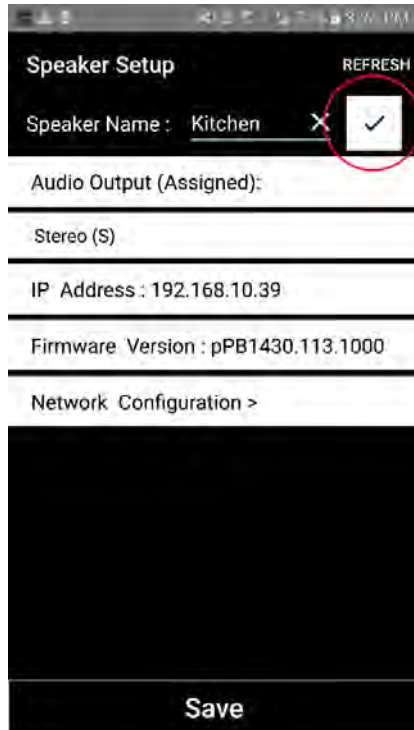 Speaker Setup REFRESH
Speaker Name : Kitchen
Audio Output (Assigned):
Stereo (S)
IP Address : 192.168.10.39
Firmware Version : pPB1430.113.1000
Network Configuration >
Save